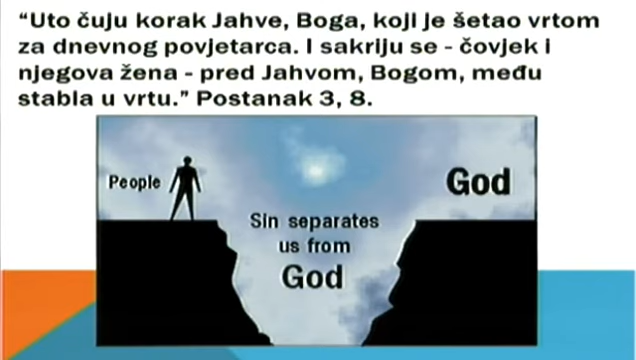 “Uto čuju korak Jahve, Boga, koji je šetao vrtom
za dnevnog povjetarca. I sakriju se - čovjek i
njegova žena - pred Jahvom, Bogom, među
stabla u vrtu.” Postanak 3, 8.
People
God
Sin separates
us from
God